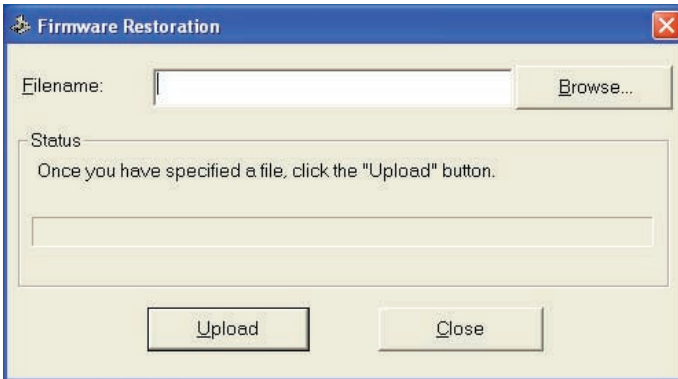 Firmware Restoration
Filename:
Browse...
Status
Once you have specified a file, click the "Upload" button.
Upload
Close